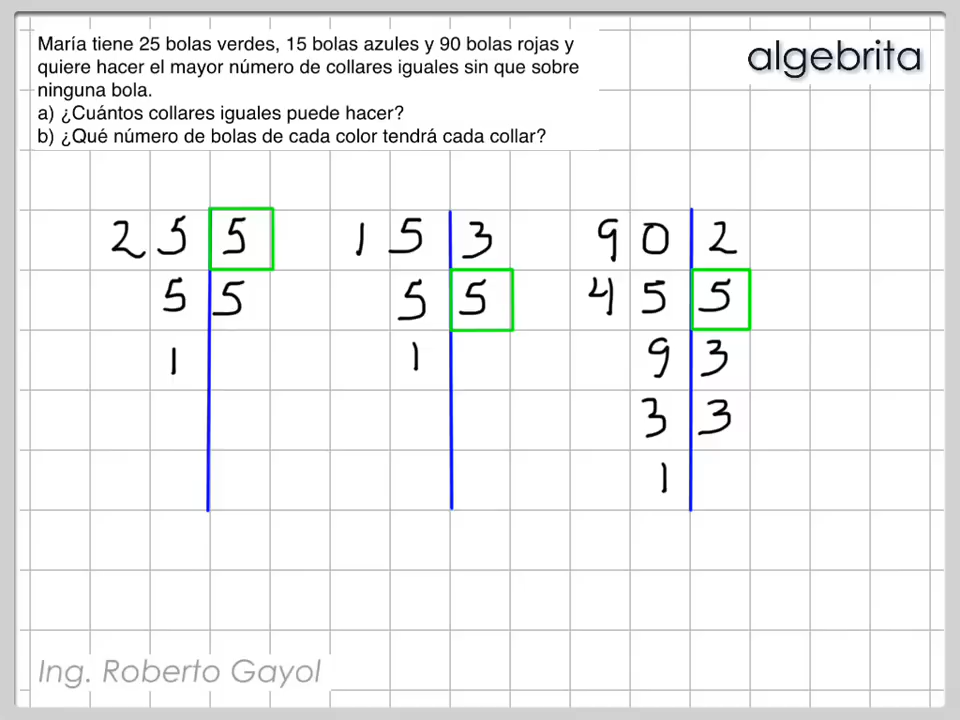 María tiene 25 bolas verdes, 15 bolas azules y 90 bolas rojas y
quiere hacer el mayor número de collares iguales sin que sobre
ninguna bola.
a) ¿Cuántos collares iguales puede hacer?
b) ¿Qué número de bolas de cada color tendrá cada collar?
algebrita
25 5
5 5
1
15 3
5 5
1
90 2
45 5
9 3
3 3
1
Ing. Roberto Gayol